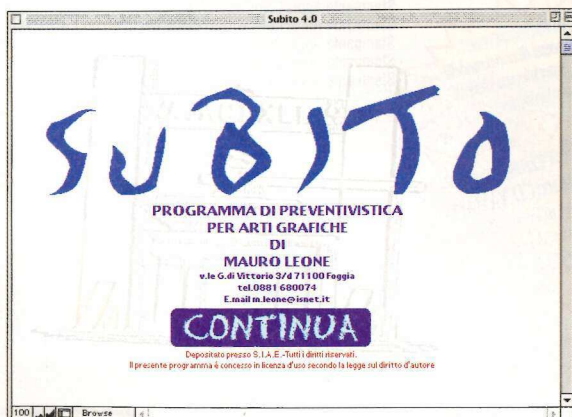 Subito 4.0
SUBITO
PROGRAMMA DI PREVENTIVISTICA
PER ARTI GRAFICHE
DI
MAURO LEONE
v.le G.di Vittorio 3/d 71100 Foggia
tel.0881 680074
E.mail m.leone@isnet.it
CONTINUA
Depositato presso S.I.A.E.-Tutti i diritti riservati.
Il presente programma è concesso in licenza d'uso secondo la legge sul diritto d'autore
100 Browse